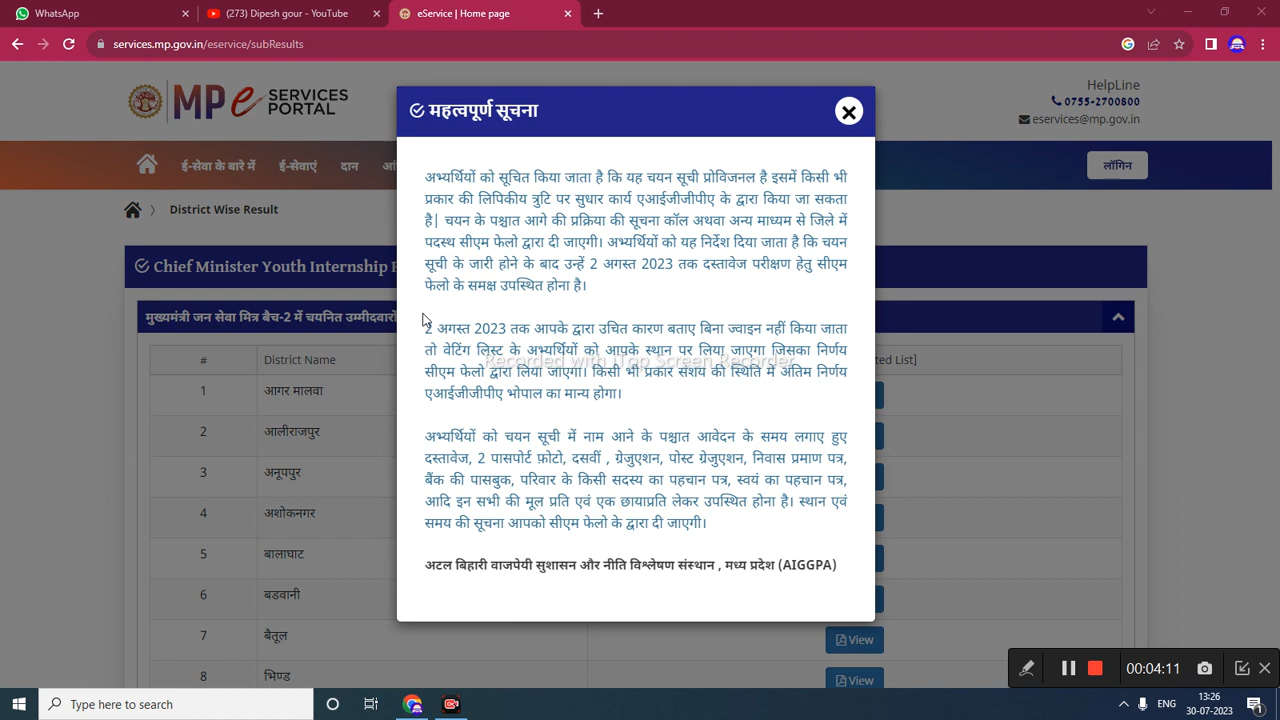 WhatsApp
(273) Dipesh gour - YouTube
eService | Home page
services.mp.gov.in/eservice/subResults
MP e SERVICES PORTAL
HelpLine
0755-2700800
eservices@mp.gov.in
ई-सेवा के बारे में ई-सेवाएं दान
लॉगिन
District Wise Result
Chief Minister Youth Internship
मुख्यमंत्री जन सेवा मित्र बैच-2 में चयनित उम्मीदवारों
# District Name
1 आगर मालवा
2 आलीराजपुर
3 अनूपपुर
4 अशोकनगर
5 बालाघाट
6 बडवानी
7 बैतूल View
8 भिण्ड View
महत्वपूर्ण सूचना
अभ्यर्थियों को सूचित किया जाता है कि यह चयन सूची प्रोविजनल है इसमें किसी भी
प्रकार की लिपिकीय त्रुटि पर सुधार कार्य एआईजीजीपीए के द्वारा किया जा सकता
है| चयन के पश्चात आगे की प्रक्रिया की सूचना कॉल अथवा अन्य माध्यम से जिले में
पदस्थ सीएम फेलो द्वारा दी जाएगी। अभ्यर्थियों को यह निर्देश दिया जाता है कि चयन
सूची के जारी होने के बाद उन्हें 2 अगस्त 2023 तक दस्तावेज परीक्षण हेतु सीएम
फेलो के समक्ष उपस्थित होना है।
2 अगस्त 2023 तक आपके द्वारा उचित कारण बताए बिना ज्वाइन नहीं किया जाता
तो वेटिंग लिस्ट के अभ्यर्थियों को आपके स्थान पर लिया जाएगा जिसका निर्णय
सीएम फेलो द्वारा लिया जाएगा। किसी भी प्रकार संशय की स्थिति में अंतिम निर्णय
एआईजीजीपीए भोपाल का मान्य होगा।
अभ्यर्थियों को चयन सूची में नाम आने के पश्चात आवेदन के समय लगाए हुए
दस्तावेज, 2 पासपोर्ट फ़ोटो, दसवीं , ग्रेजुएशन, पोस्ट ग्रेजुएशन, निवास प्रमाण पत्र,
बैंक की पासबुक, परिवार के किसी सदस्य का पहचान पत्र, स्वयं का पहचान पत्र,
आदि इन सभी की मूल प्रति एवं एक छायाप्रति लेकर उपस्थित होना है। स्थान एवं
समय की सूचना आपको सीएम फेलो के द्वारा दी जाएगी।
अटल बिहारी वाजपेयी सुशासन और नीति विश्लेषण संस्थान , मध्य प्रदेश (AIGGPA)
Recorded with iTop Screen Recorder
00:04:11
Type here to search
13:26
30-07-2023